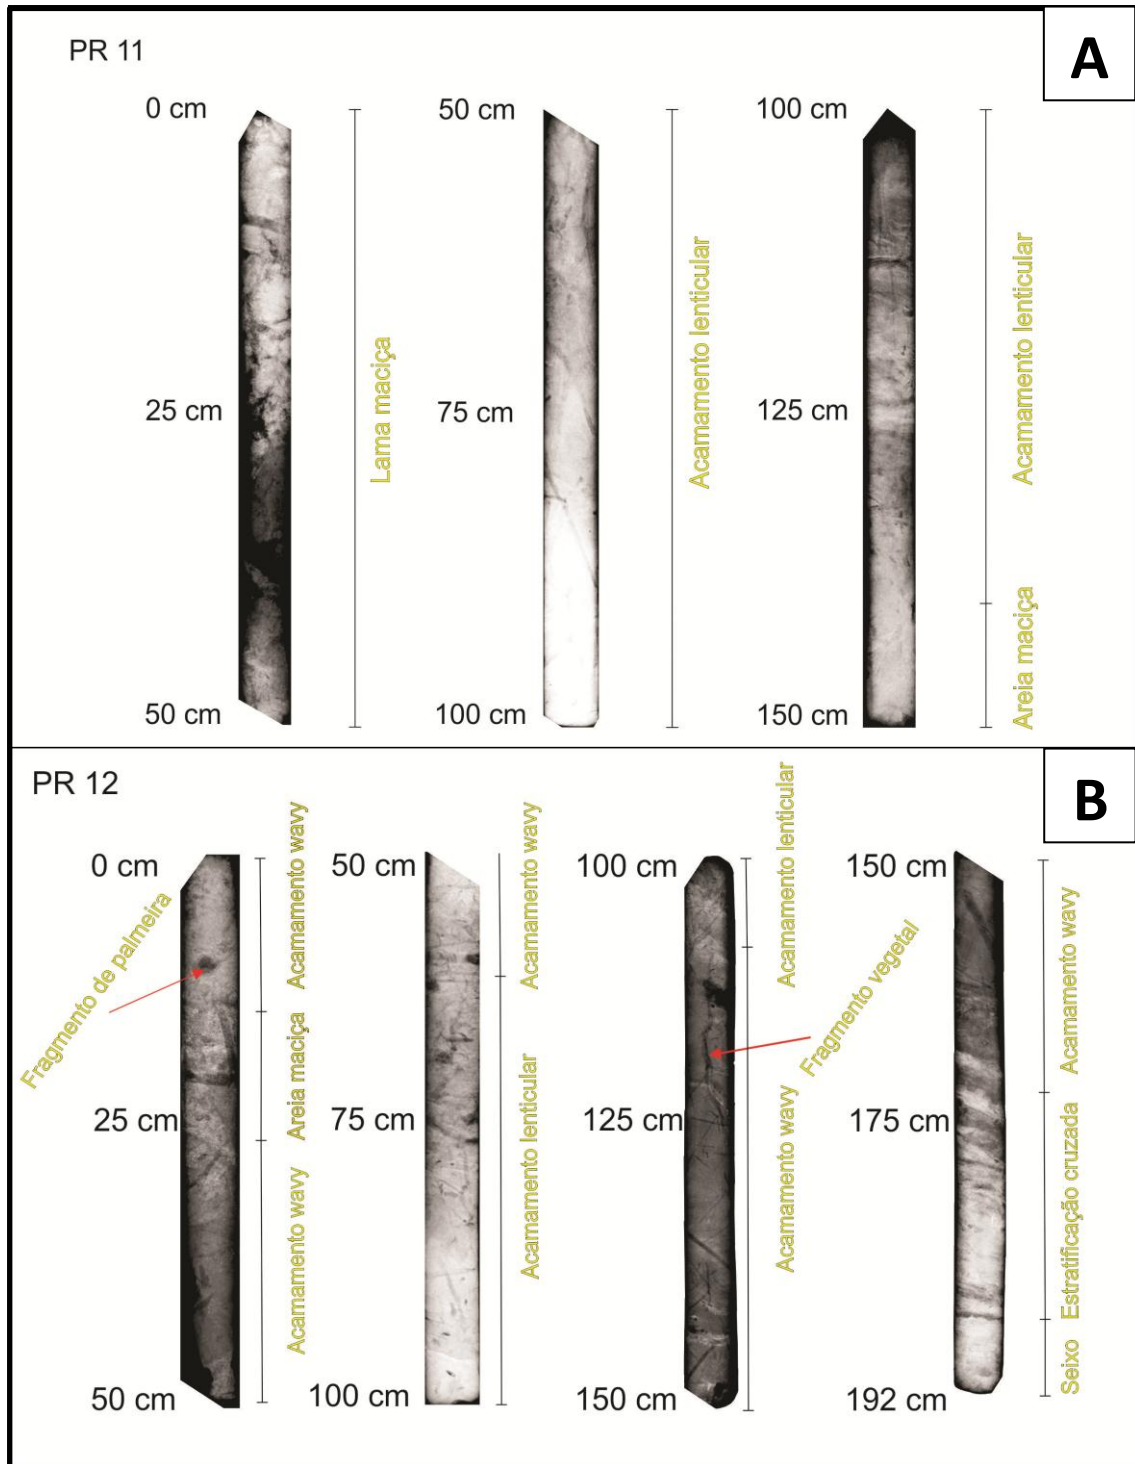 PR 11
A
0 cm
25 cm
50 cm
Lama maciça
50 cm
75 cm
100 cm
Acamamento lenticular
100 cm
125 cm
150 cm
Acamamento lenticular
Areia maciça
PR 12
B
0 cm
25 cm
50 cm
Fragmento de palmeira
Acamamento wavy
Areia maciça
Acamamento wavy
50 cm
75 cm
100 cm
Acamamento wavy
Acamamento lenticular
100 cm
125 cm
150 cm
Acamamento lenticular
Fragmento vegetal
Acamamento wavy
150 cm
175 cm
192 cm
Acamamento wavy
Estratificação cruzada
Seixo